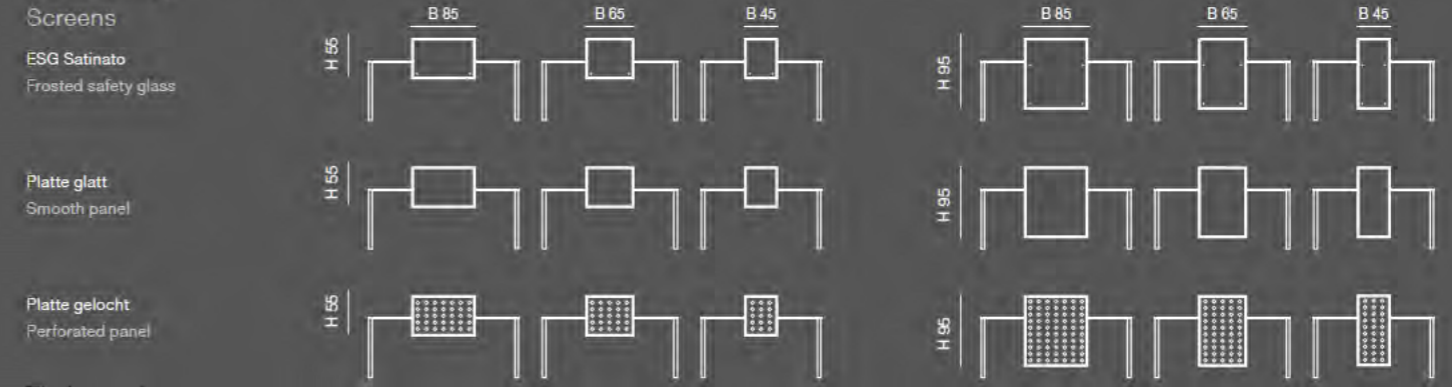 Screens
B 85 B 65 B 45 B 85 B 65 B 45
ESG Satinato
Frosted safety glass
H 55 H 95
Platte glatt
Smooth panel
H 55 H 95
Platte gelocht
Perforated panel
H 55 H 95